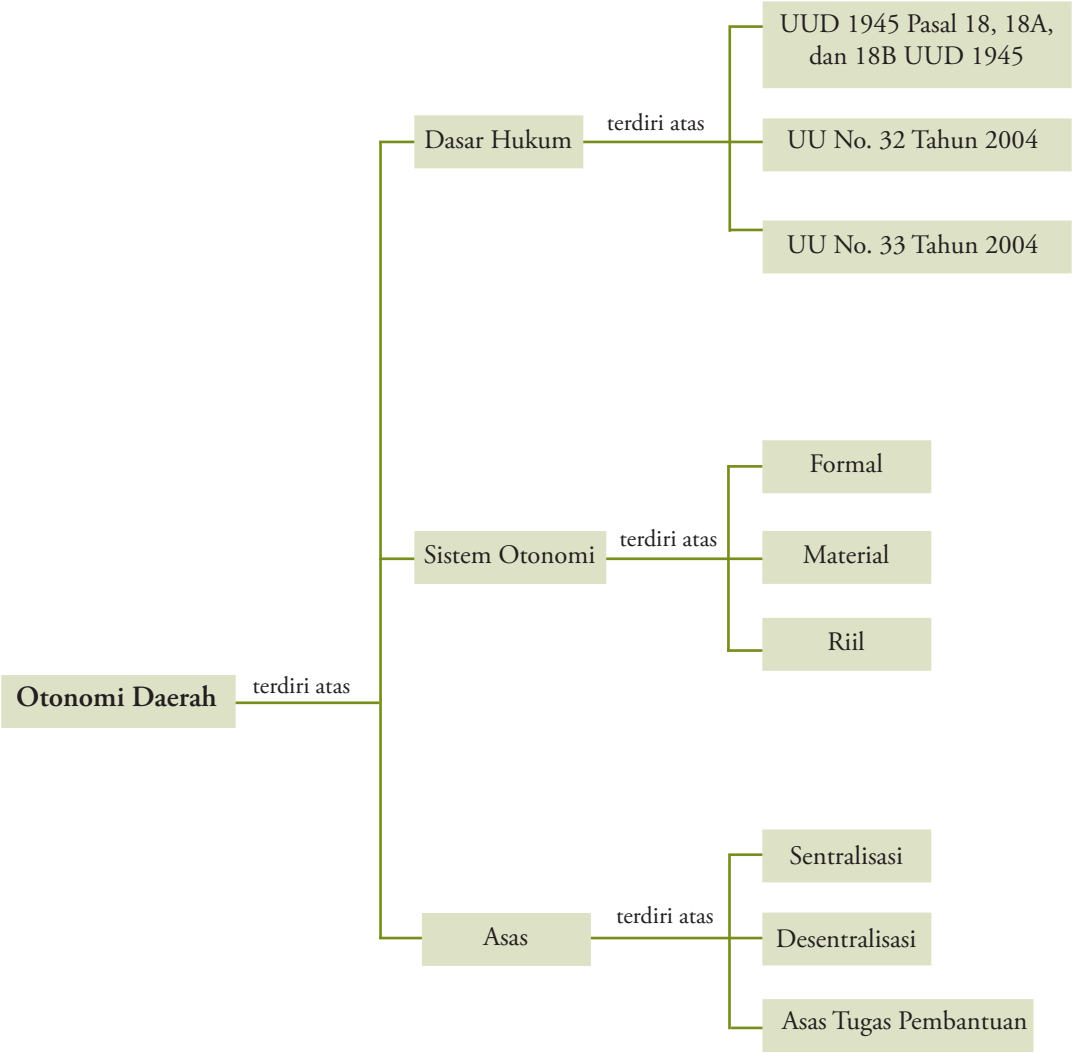 UUD 1945 Pasal 18, 18A,
dan 18B UUD 1945
terdiri atas
Dasar Hukum
UU No. 32 Tahun 2004
UU No. 33 Tahun 2004
Formal
terdiri atas
Sistem Otonomi
Material
Riil
Otonomi Daerah
terdiri atas
Sentralisasi
terdiri atas
Asas
Desentralisasi
Asas Tugas Pembantuan